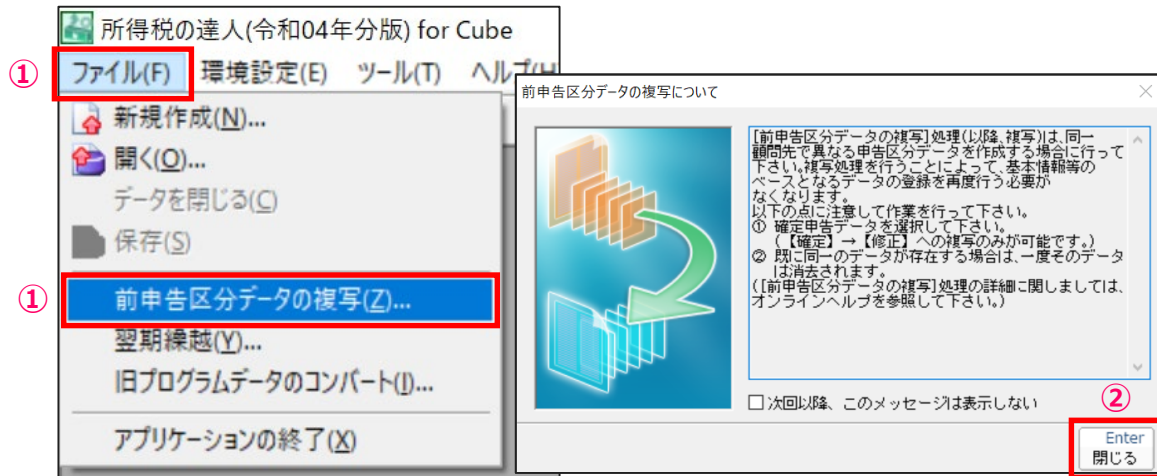 所得税の達人(令和04年分版) for Cube
① ファイル(F) 環境設定(E) ツール(T) ヘルプ(H
新規作成(N)...
開く(O)...
データを閉じる(C)
保存(S)
① 前申告区分データの複写(Z)...
翌期繰越(Y)...
旧プログラムデータのコンバート(I)...
アプリケーションの終了(X)
前申告区分データの複写について
[前申告区分データの複写]処理(以降、複写)は、同一
顧問先で異なる申告区分データを作成する場合に行って
下さい。複写処理を行うことによって、基本情報等の
ベースとなるデータの登録を再度行う必要が
なくなります。
以下の点に注意して作業を行って下さい。
① 確定申告データを選択して下さい。
(【確定】→【修正】への複写のみが可能です。)
② 既に同一のデータが存在する場合は、一度そのデータ
は消去されます。
([前申告区分データの複写]処理の詳細に関しましては、
オンラインヘルプを参照して下さい。)
次回以降、このメッセージは表示しない
②
Enter
閉じる